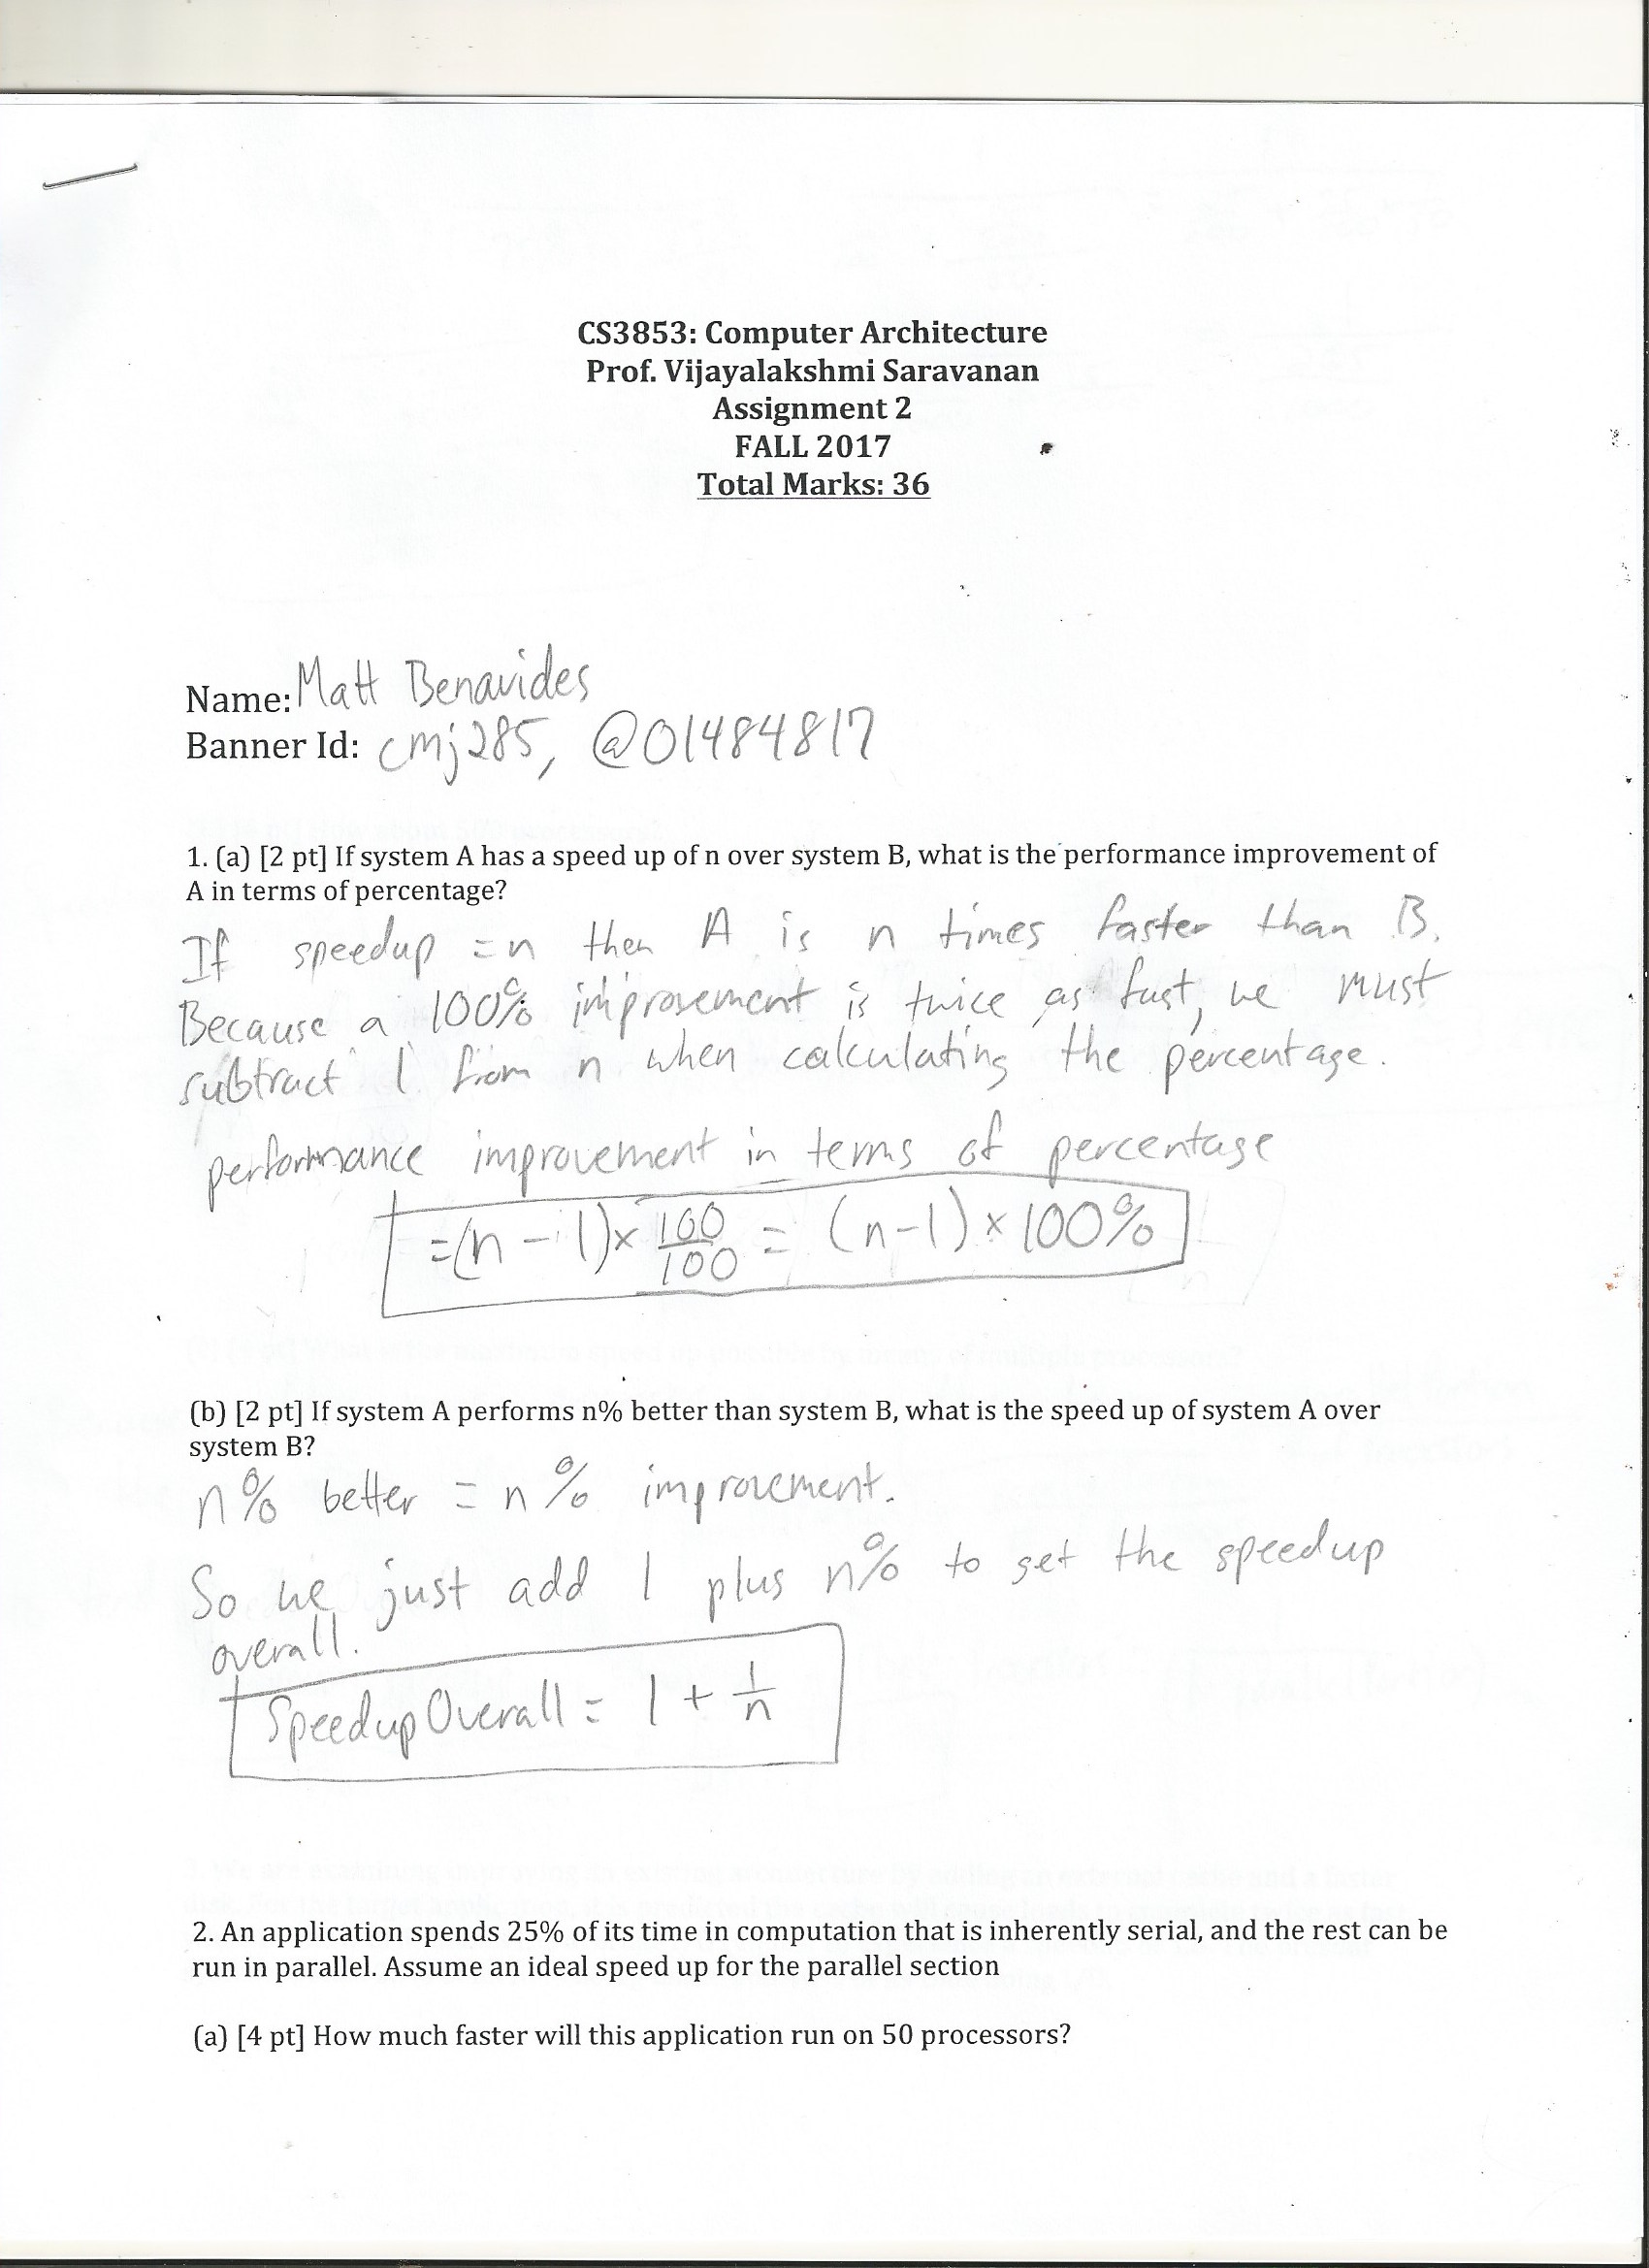 CS3853: Computer Architecture
Prof. Vijayalakshmi Saravanan
Assignment 2
FALL 2017
Total Marks: 36
Name: Matt Benavides
Banner Id: cmj285, @01484817
1. (a) [2 pt] If system A has a speed up of n over system B, what is the performance improvement of
A in terms of percentage?
If speedup = n then A is n times faster than B.
Because a 100% improvement is twice as fast, we must
subtract 1 from n when calculating the percentage.
performance improvement in terms of percentage
=(n-1)x 100/100 = (n-1) x 100%
(b) [2 pt] If system A performs n% better than system B, what is the speed up of system A over
system B?
n% better = n% improvement.
So we just add 1 plus n% to get the speedup
overall.
Speedup Overall = 1 + 1/n
2. An application spends 25% of its time in computation that is inherently serial, and the rest can be
run in parallel. Assume an ideal speed up for the parallel section
(a) [4 pt] How much faster will this application run on 50 processors?